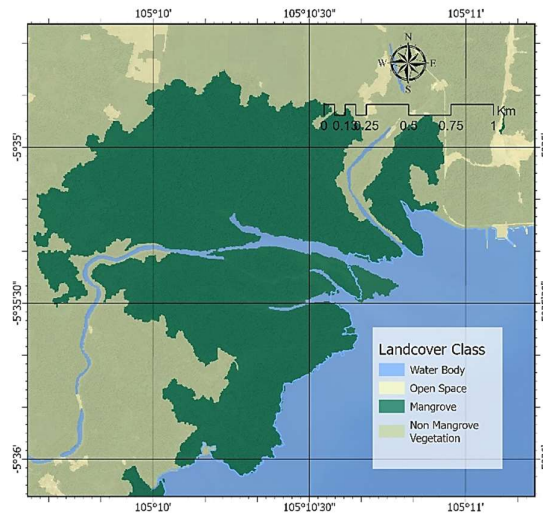 105°10' 105°10'30" 105°11'
N
W E
S
Km
0 0.13 0.25 0.5 0.75 1
-5°35'
-5°35'30"
-5°36'
Landcover Class
Water Body
Open Space
Mangrove
Non Mangrove
Vegetation
105°10' 105°10'30" 105°11'